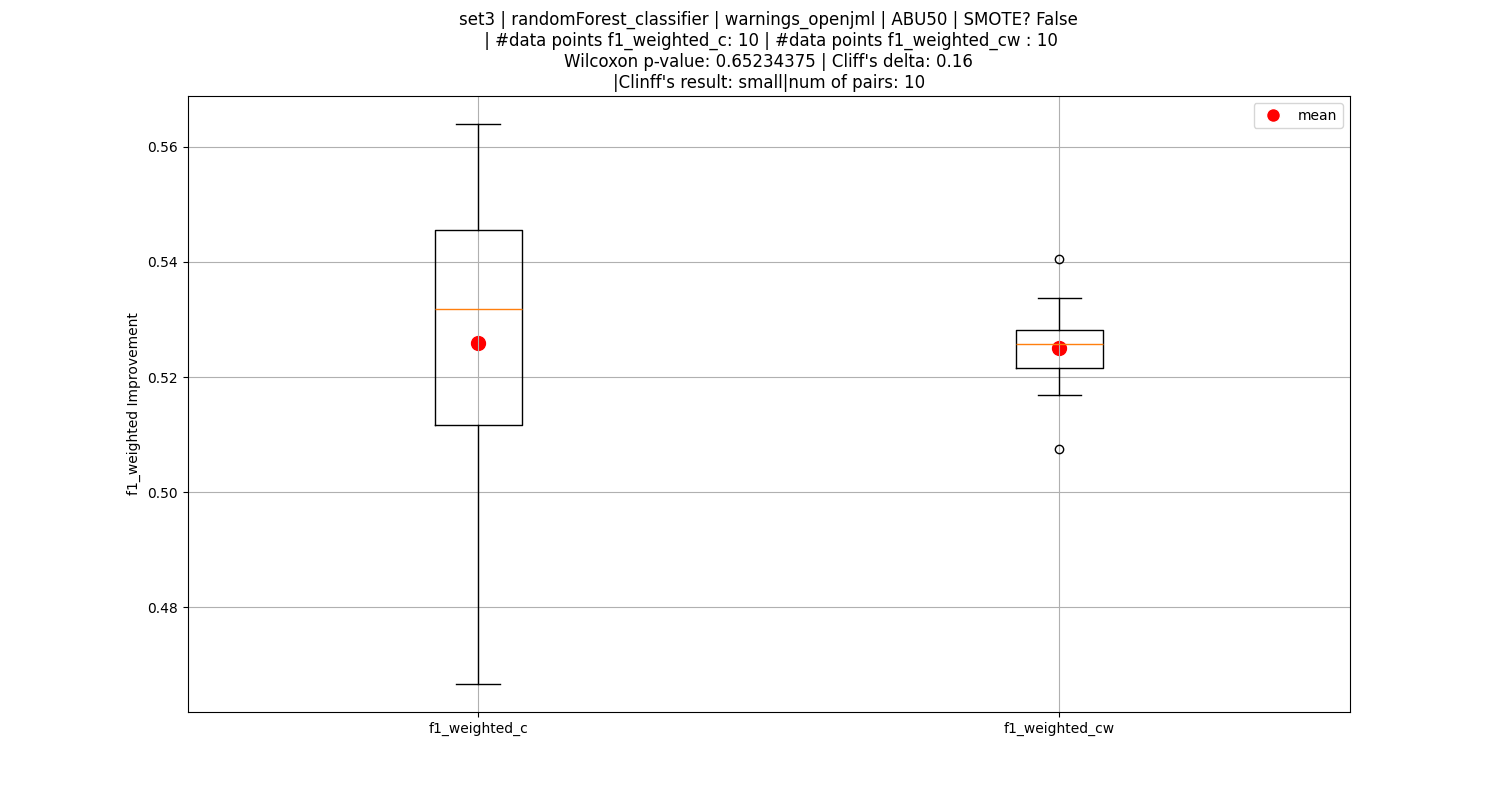 set3 | randomForest_classifier | warnings_openjml | ABU50 | SMOTE? False
| #data points f1_weighted_c: 10 | #data points f1_weighted_cw : 10
Wilcoxon p-value: 0.65234375 | Cliff's delta: 0.16
|Clinff's result: small|num of pairs: 10
mean
0.56
0.54
0.52
0.50
0.48
f1_weighted Improvement
f1_weighted_c
f1_weighted_cw